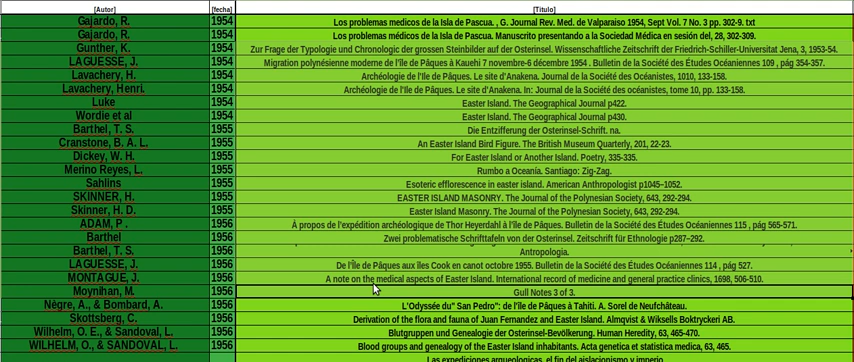 [Autor] [fecha] [Titulo]
Gajardo, R. 1954 Los problemas medicos de la Isla de Pascua. , G. Journal Rev. Med. de Valparaiso 1954, Sept Vol. 7 No. 3 pp. 302-9. txt
Gajardo, R. 1954 Los problemas medicos de la Isla de Pascua. Manuscrito presentando a la Sociedad Médica en sesión del, 28, 302-309.
Gunther, K. 1954 Zur Frage der Typologie und Chronologic der grossen Steinbilder auf der Osterinsel. Wissenschaftliche Zeitschrift der Friedrich-Schiller-Universitat Jena, 3, 1953-54.
LAGUESSE, J. 1954 Migration polynésienne moderne de l'île de Pâques à Kauehi 7 novembre-6 décembre 1954 . Bulletin de la Société des Études Océaniennes 109 , pág 354-357.
Lavachery, H. 1954 Archéologie de l'Ile de Pâques. Le site d'Anakena. Journal de la Société des Océanistes, 1010, 133-158.
Lavachery, Henri. 1954 Archéologie de l'Ile de Pâques. Le site d'Anakena. In: Journal de la Société des océanistes, tome 10, pp. 133-158.
Luke 1954 Easter Island. The Geographical Journal p422.
Wordie et al 1954 Easter Island. The Geographical Journal p430.
Barthel, T. S. 1955 Die Entzifferung der Osterinsel-Schrift. na.
Cranstone, B. A. L. 1955 An Easter Island Bird Figure. The British Museum Quarterly, 201, 22-23.
Dickey, W. H. 1955 For Easter Island or Another Island. Poetry, 335-335.
Merino Reyes, L. 1955 Rumbo a Oceanía. Santiago: Zig-Zag.
Sahlins 1955 Esoteric efflorescence in easter island. American Anthropologist p1045–1052.
SKINNER, H. 1955 EASTER ISLAND MASONRY. The Journal of the Polynesian Society, 643, 292-294.
Skinner, H. D. 1955 Easter Island Masonry. The Journal of the Polynesian Society, 643, 292-294.
ADAM, P . 1956 À propos de l'expédition archéologique de Thor Heyerdahl à l'île de Pâques. Bulletin de la Société des Études Océaniennes 115 , pág 565-571.
Barthel 1956 Zwei problematische Schrifttafeln von der Osterinsel. Zeitschrift für Ethnologie p287–292.
Barthel, T. S. 1956 Antropologia.
LAGUESSE, J. 1956 De l'Île de Pâques aux îles Cook en canot octobre 1955. Bulletin de la Société des Études Océaniennes 114 , pág 527.
MONTAGUE, J. 1956 A note on the medical aspects of Easter Island. International record of medicine and general practice clinics, 1698, 506-510.
Moynihan, M. 1956 Gull Notes 3 of 3.
Nègre, A., & Bombard, A. 1956 L'Odyssée du" San Pedro": de l'île de Pâques à Tahiti. A. Sorel de Neufchâteau.
Skottsberg, C. 1956 Derivation of the flora and fauna of Juan Fernandez and Easter Island. Almqvist & Wiksells Boktryckeri AB.
Wilhelm, O. E., & Sandoval, L. 1956 Blutgruppen und Genealogie der Osterinsel-Bevölkerung. Human Heredity, 63, 465-470.
WILHELM, O., & SANDOVAL, L. 1956 Blood groups and genealogy of the Easter Island inhabitants. Acta genetica et statistica medica, 63, 465.
Las expediciones arqueologicas, el fin del aislacionismo y imperio